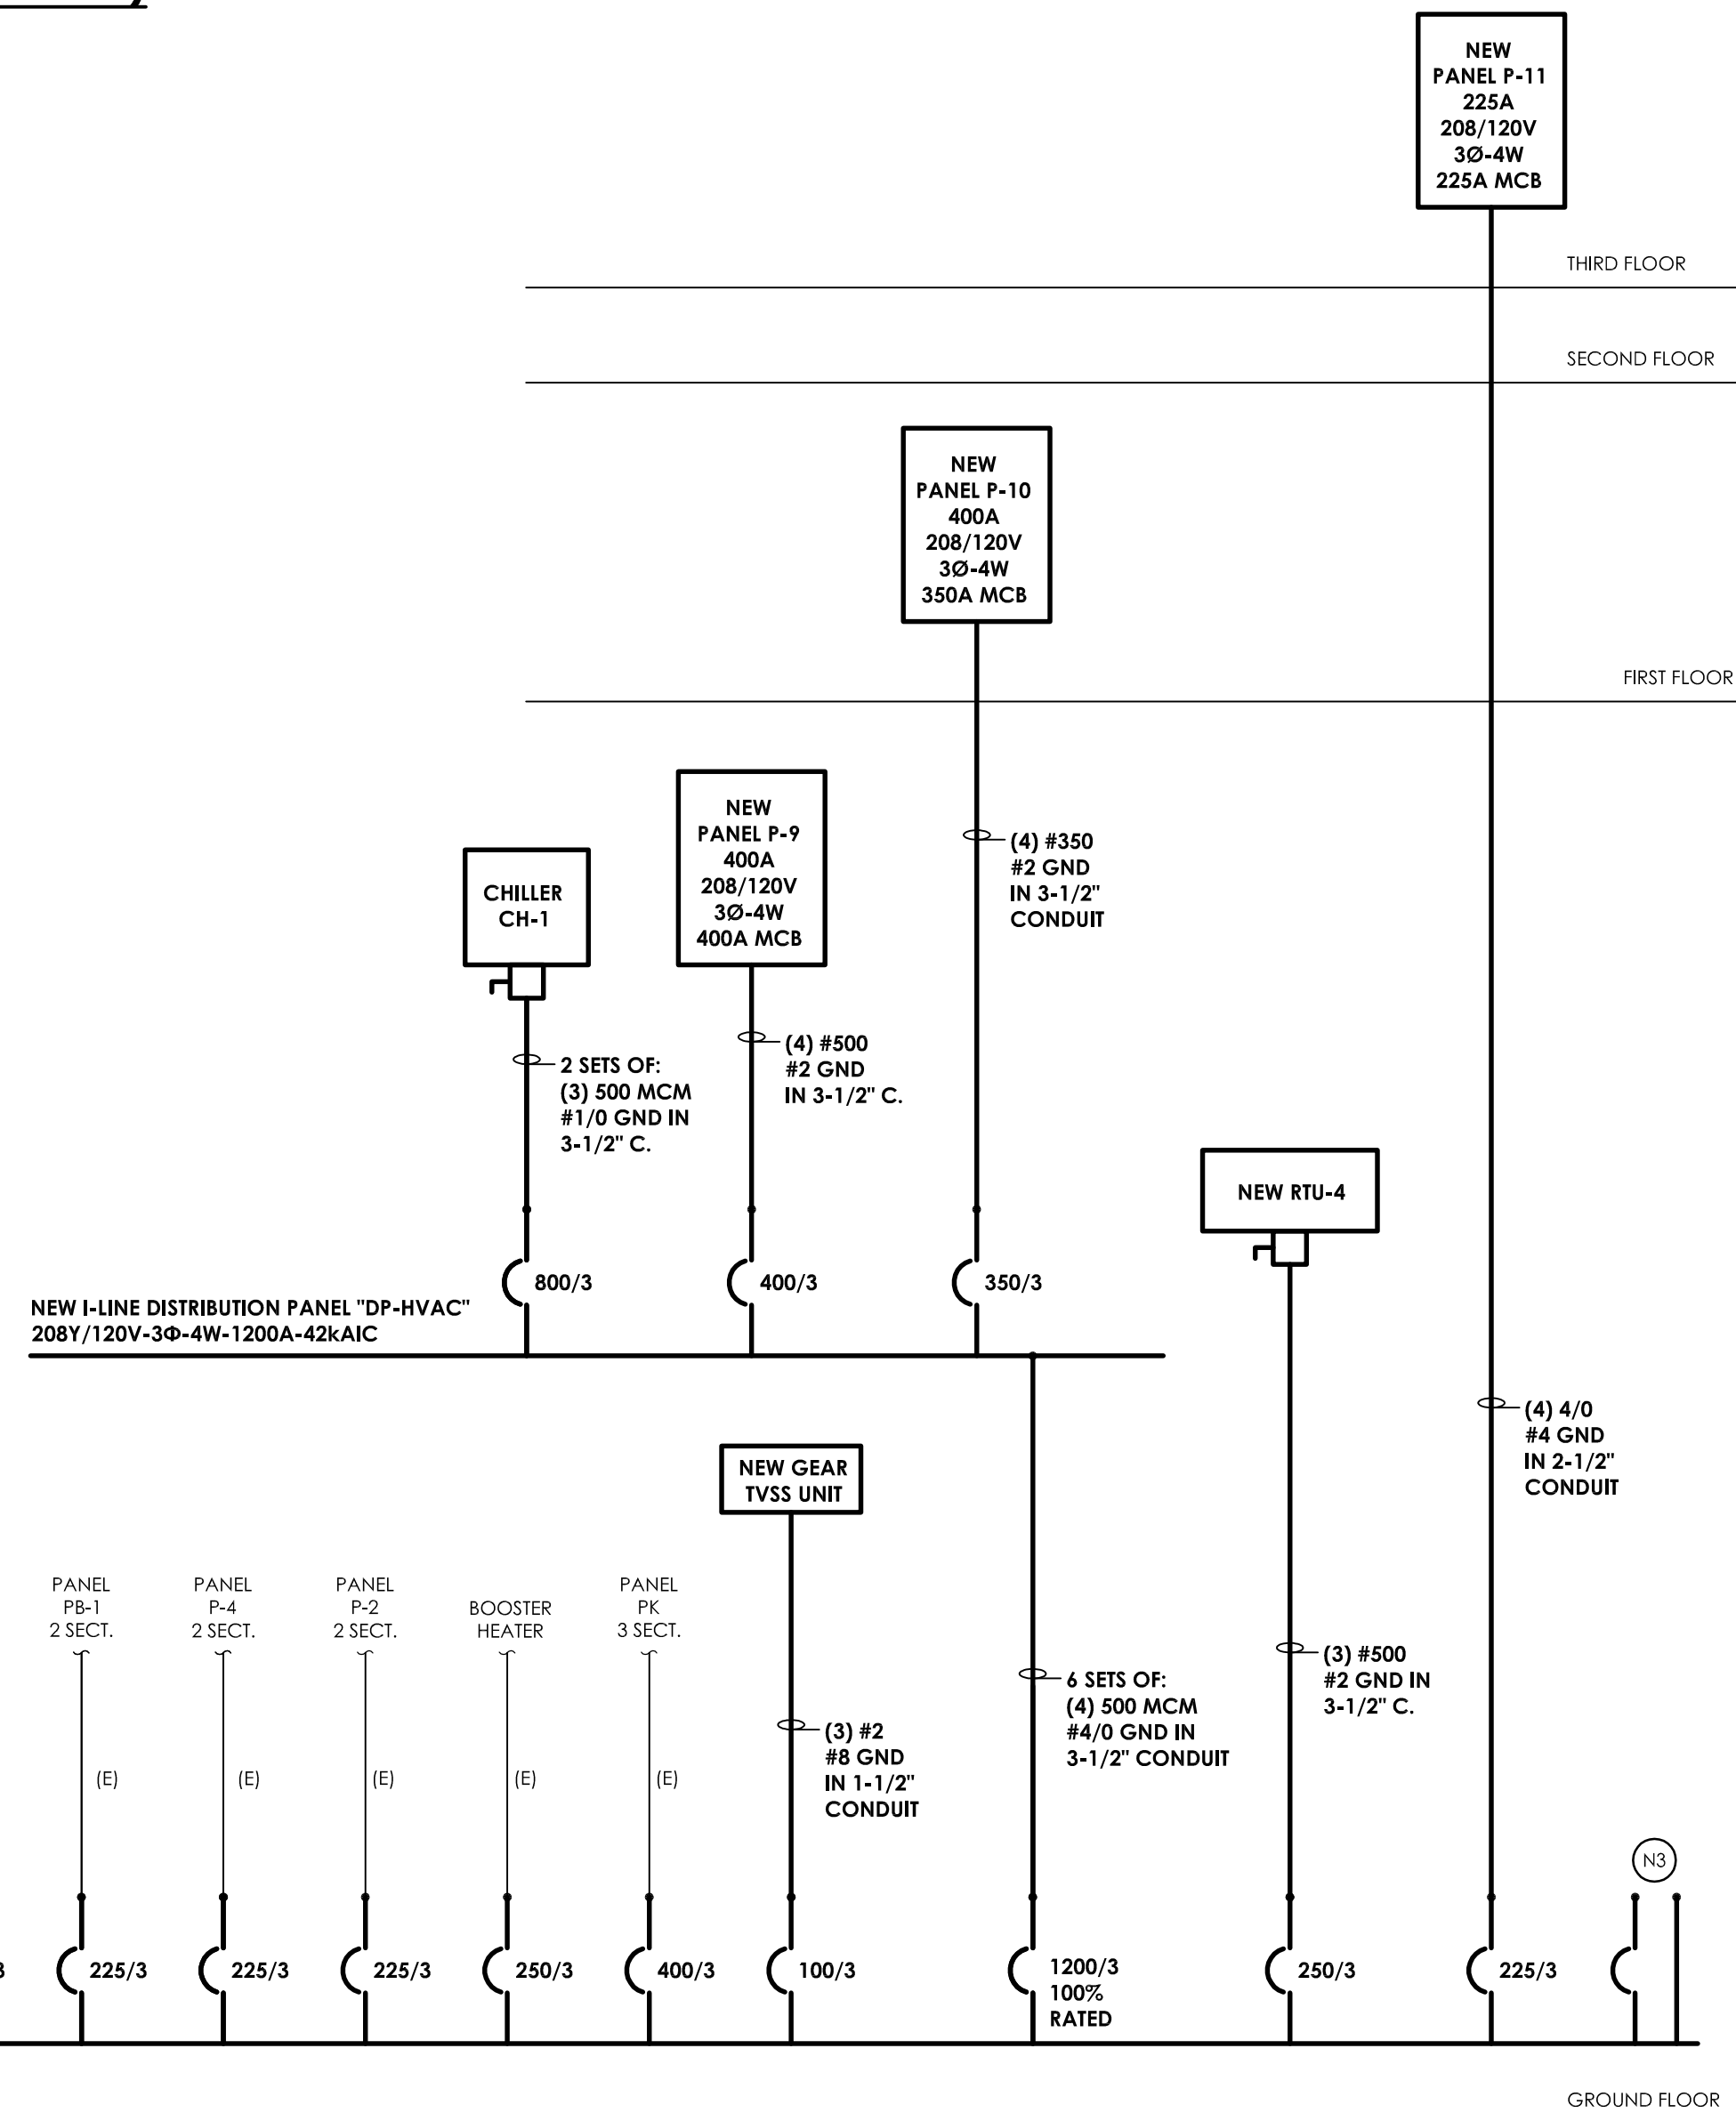 NEW
PANEL P-11
225A
208/120V
3Ø-4W
225A MCB
THIRD FLOOR
SECOND FLOOR
NEW
PANEL P-10
400A
208/120V
3Ø-4W
350A MCB
FIRST FLOOR
NEW
PANEL P-9
400A
208/120V
3Ø-4W
400A MCB
CHILLER
CH-1
(4) #350
#2 GND
IN 3-1/2"
CONDUIT
(4) #500
#2 GND
IN 3-1/2" C.
2 SETS OF:
(3) 500 MCM
#1/0 GND IN
3-1/2" C.
NEW RTU-4
800/3
400/3
350/3
NEW I-LINE DISTRIBUTION PANEL "DP-HVAC"
208Y/120V-3Φ-4W-1200A-42kAIC
(4) 4/0
#4 GND
IN 2-1/2"
CONDUIT
NEW GEAR
TVSS UNIT
PANEL
PB-1
2 SECT.
PANEL
P-4
2 SECT.
PANEL
P-2
2 SECT.
BOOSTER
HEATER
PANEL
PK
3 SECT.
(3) #500
#2 GND IN
3-1/2" C.
6 SETS OF:
(4) 500 MCM
#4/0 GND IN
3-1/2" CONDUIT
(3) #2
#8 GND
IN 1-1/2"
CONDUIT
(E)
(E)
(E)
(E)
(E)
N3
225/3
225/3
225/3
250/3
400/3
100/3
1200/3
100%
RATED
250/3
225/3
GROUND FLOOR